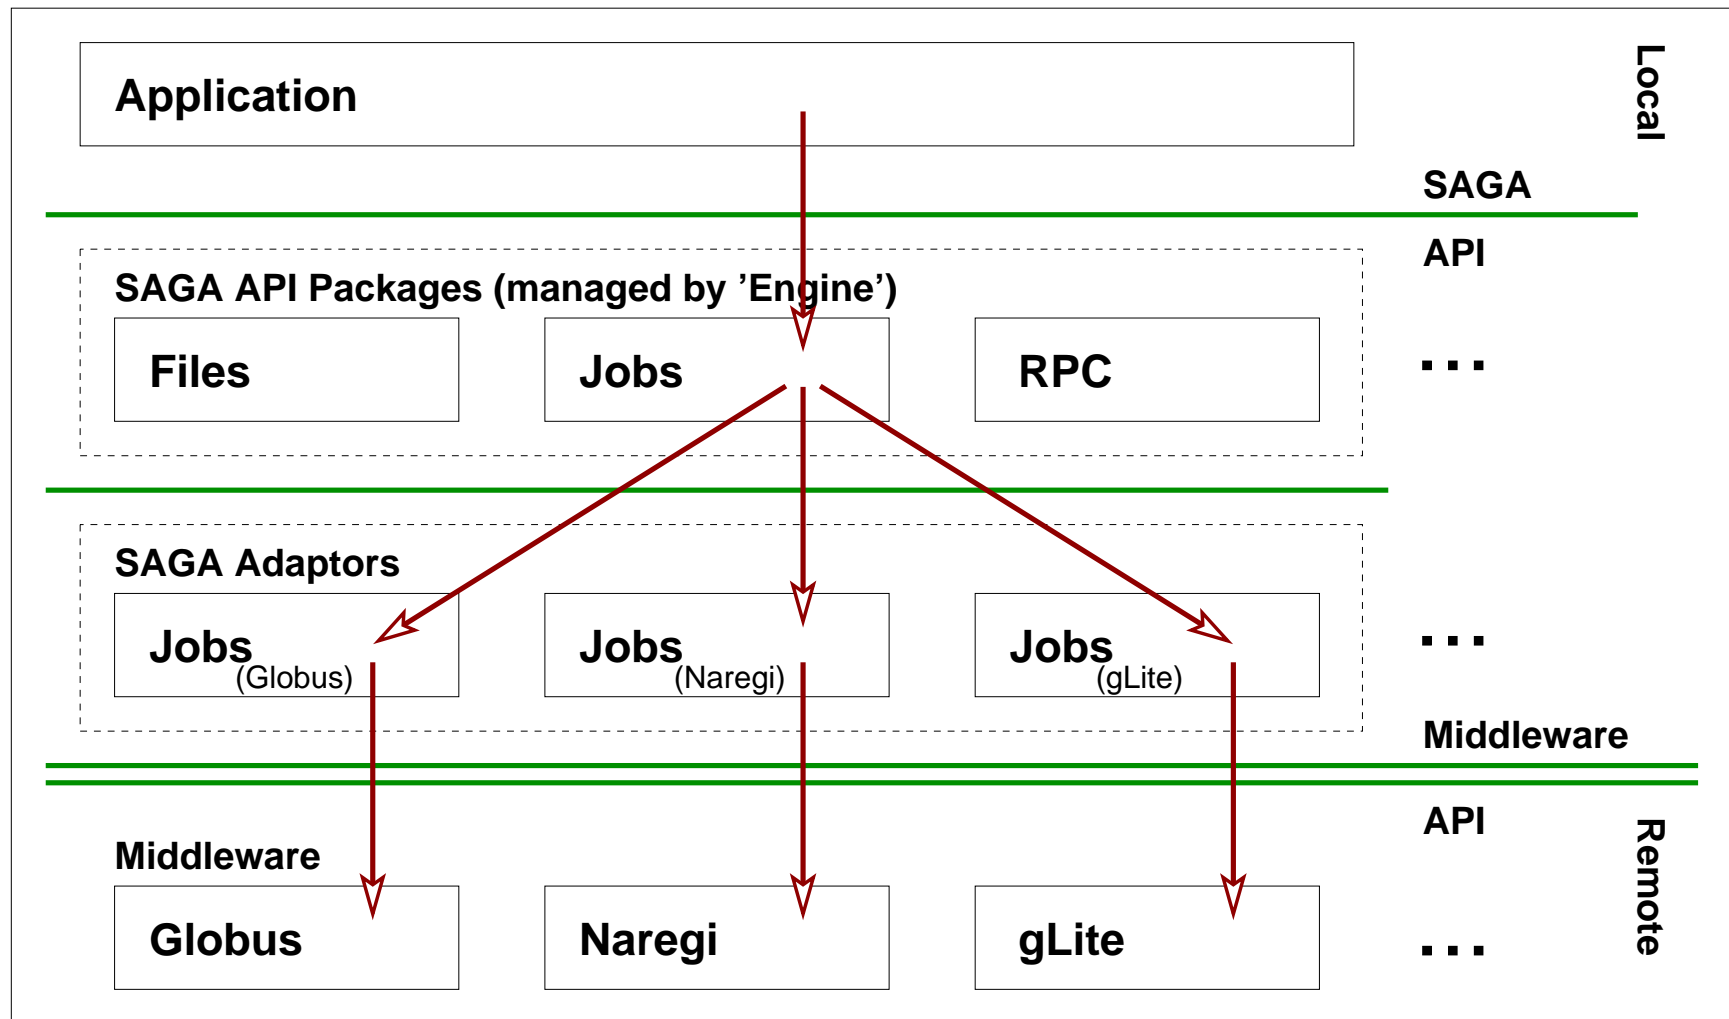 Application
Local
SAGA
API
SAGA API Packages (managed by ’Engine’)
Files
Jobs
RPC
...
SAGA Adaptors
Jobs
(Globus)
Jobs
(Naregi)
Jobs
(gLite)
...
Middleware
API
Remote
Middleware
Globus
Naregi
gLite
...